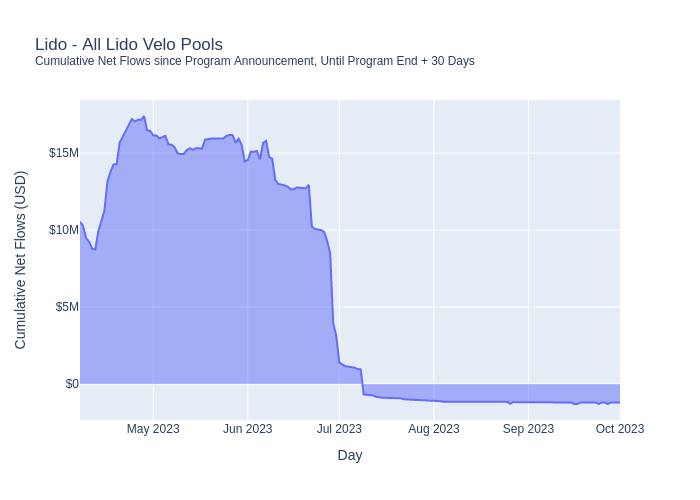 Lido - All Lido Velo Pools
Cumulative Net Flows since Program Announcement, Until Program End + 30 Days
Cumulative Net Flows (USD)
$15M
$10M
$5M
$0
May 2023
Jun 2023
Jul 2023
Aug 2023
Sep 2023
Oct 2023
Day